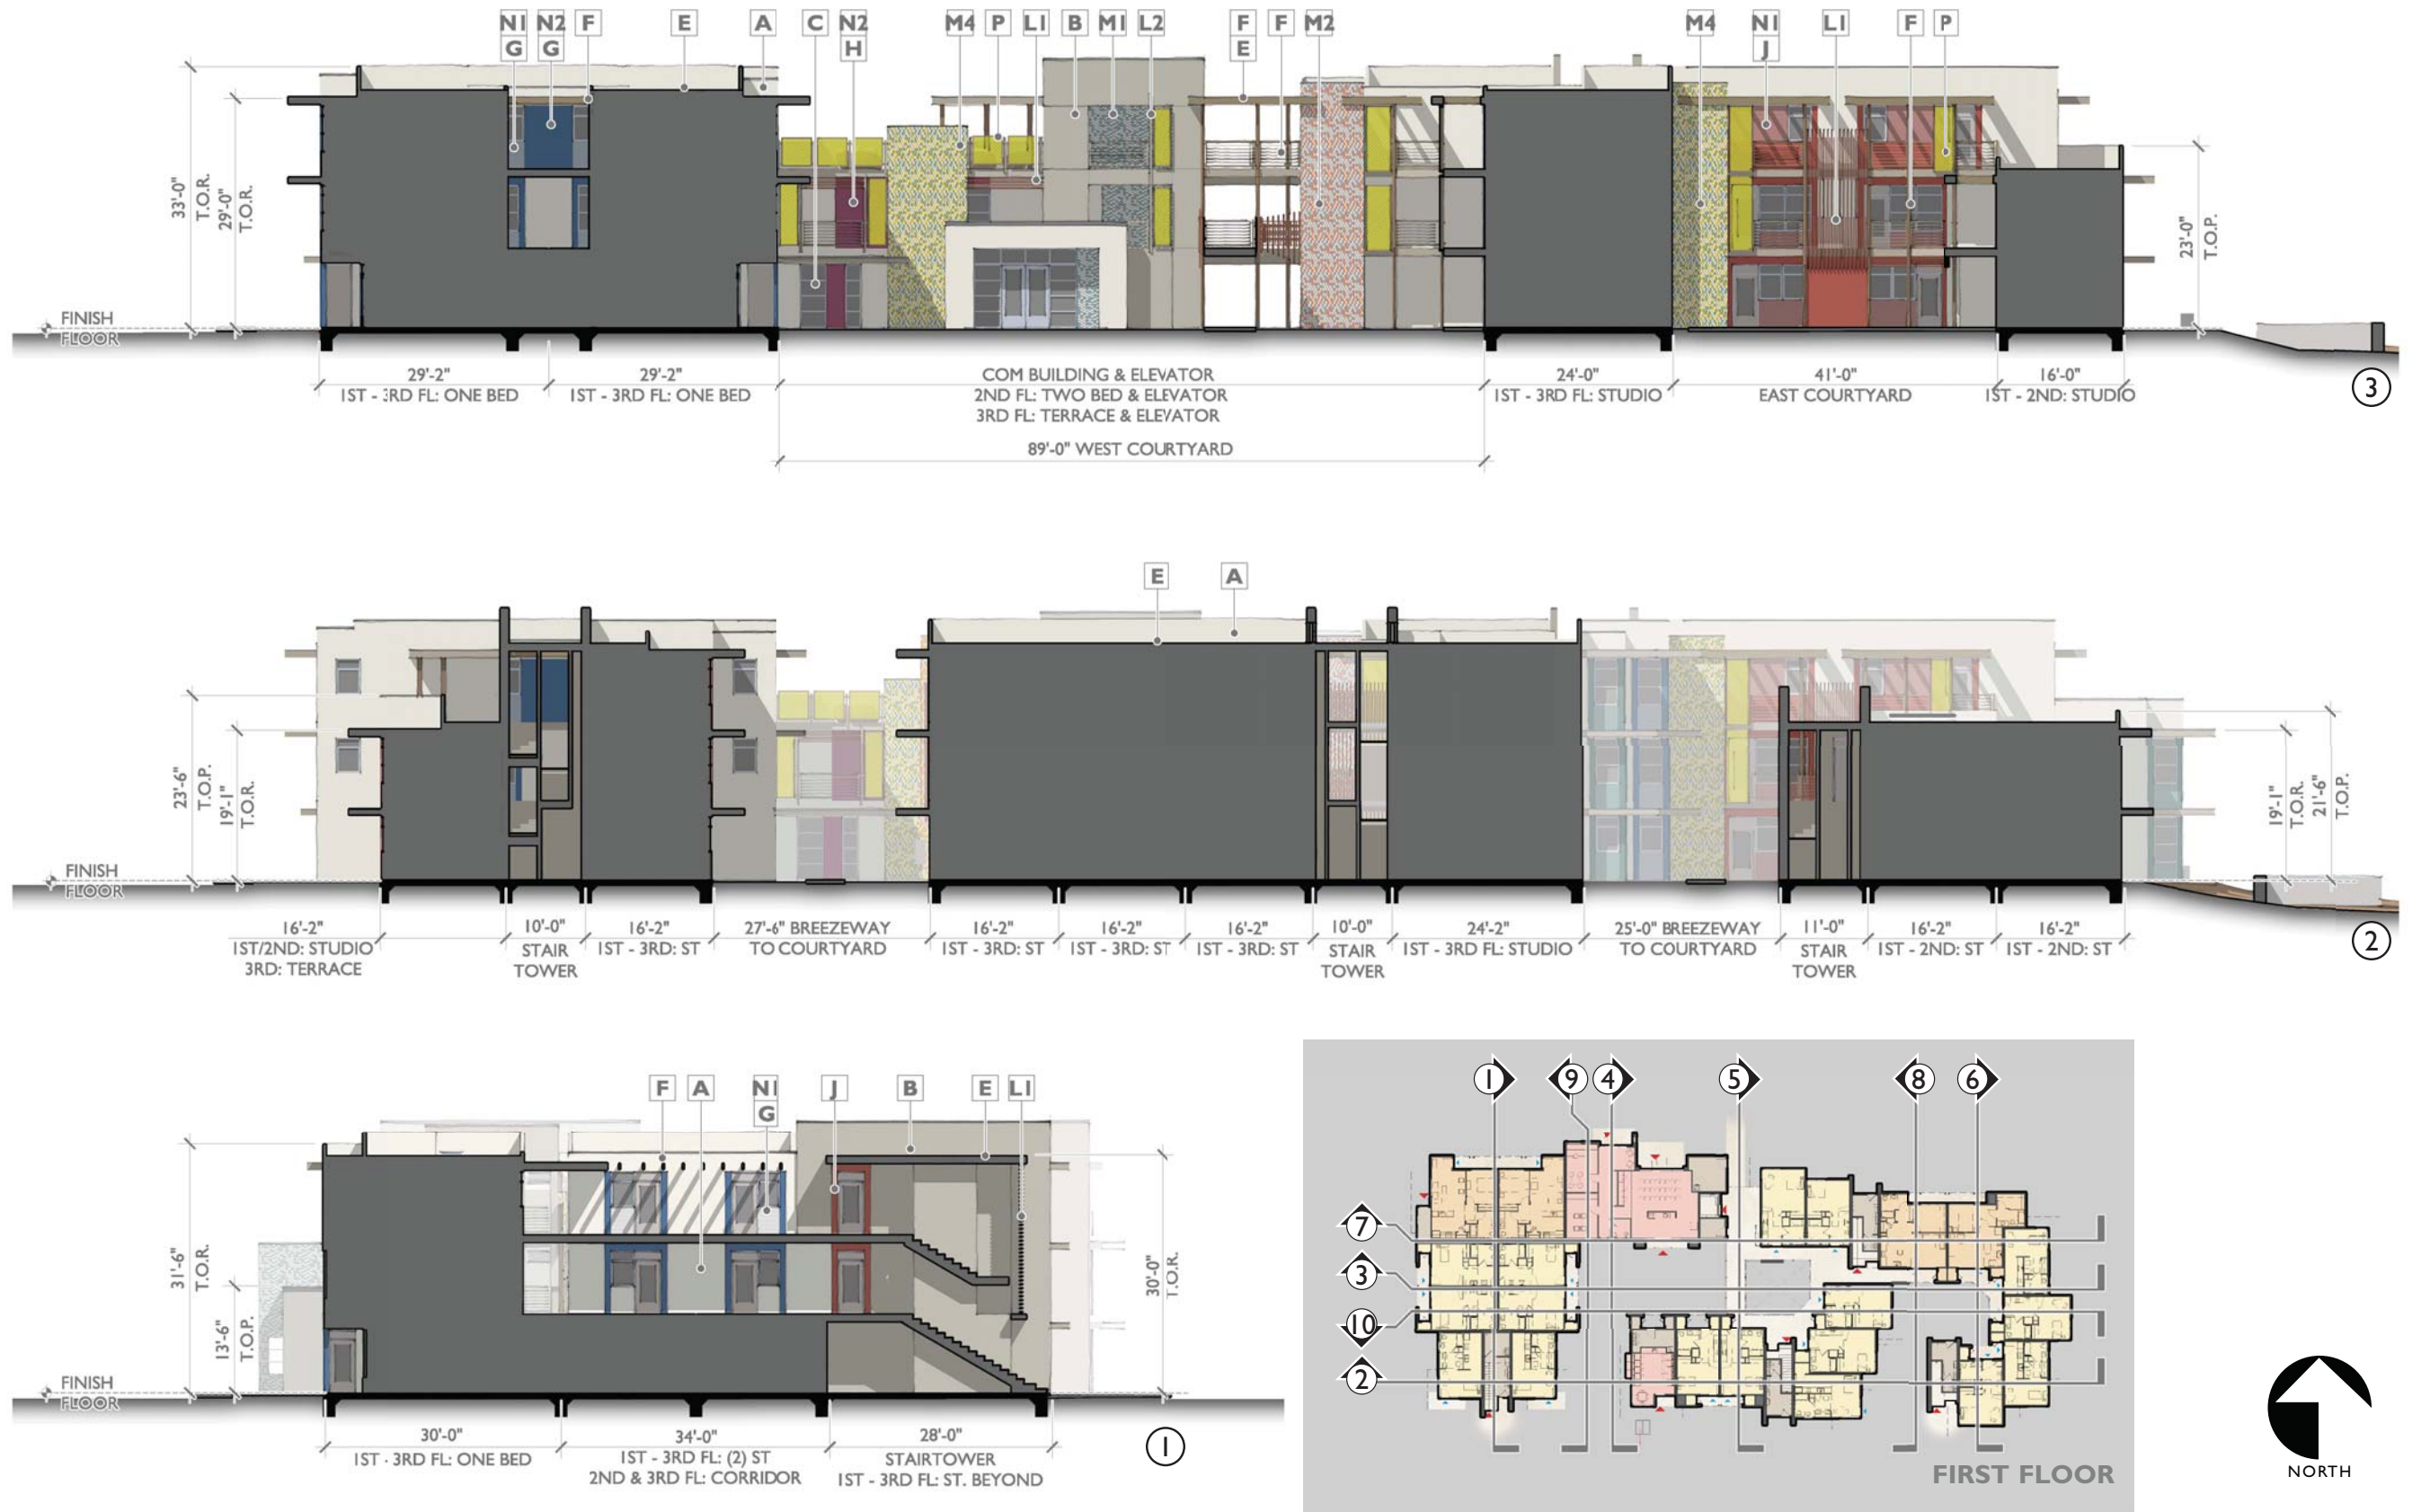 N1 N2 F E A C N2 M4 P L1 B M1 L2 F F M2 M4 N1 L1 F P
G G H E J
33'-0"
T.O.R.
29'-0"
T.O.R.
23'-0"
T.O.P.
FINISH
FLOOR
29'-2"
1ST - 3RD FL: ONE BED
29'-2"
1ST - 3RD FL: ONE BED
COM BUILDING & ELEVATOR
2ND FL: TWO BED & ELEVATOR
3RD FL: TERRACE & ELEVATOR
24'-0"
1ST - 3RD FL: STUDIO
41'-0"
EAST COURTYARD
16'-0"
1ST - 2ND: STUDIO
3
89'-0" WEST COURTYARD
E A
23'-6"
T.O.P.
19'-1"
T.O.R.
19'-1"
T.O.R.
21'-6"
T.O.P.
FINISH
FLOOR
16'-2"
1ST/2ND: STUDIO
3RD: TERRACE
10'-0"
STAIR
TOWER
16'-2"
1ST - 3RD: ST
27'-6" BREEZEWAY
TO COURTYARD
16'-2"
1ST - 3RD: ST
16'-2"
1ST - 3RD: ST
16'-2"
1ST - 3RD: ST
10'-0"
STAIR
TOWER
24'-2"
1ST - 3RD FL: STUDIO
25'-0" BREEZEWAY
TO COURTYARD
11'-0"
STAIR
TOWER
16'-2"
1ST - 2ND: ST
16'-2"
1ST - 2ND: ST
2
F A N1 J B E L1
G
31'-6"
T.O.R.
13'-6"
T.O.P.
30'-0"
T.O.R.
FINISH
FLOOR
30'-0"
1ST - 3RD FL: ONE BED
34'-0"
1ST - 3RD FL: (2) ST
2ND & 3RD FL: CORRIDOR
28'-0"
STAIRTOWER
1ST - 3RD FL: ST. BEYOND
1
1 9 4 5 8 6
7
3
10
2
FIRST FLOOR
NORTH